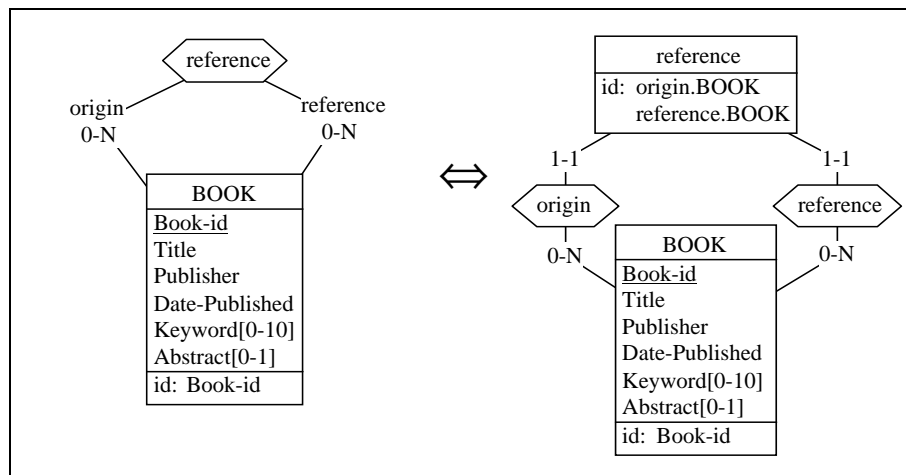 reference
origin
reference
0-N
0-N
BOOK
Book-id
Title
Publisher
Date-Published
Keyword[0-10]
Abstract[0-1]
id: Book-id
⇔
reference
id: origin.BOOK
reference.BOOK
1-1
1-1
origin
reference
0-N
0-N
BOOK
Book-id
Title
Publisher
Date-Published
Keyword[0-10]
Abstract[0-1]
id: Book-id